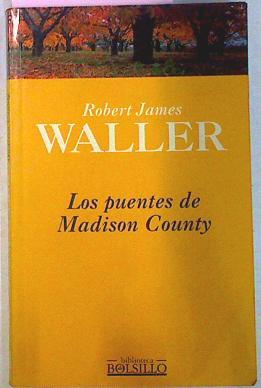 Robert James
WALLER
Los puentes de
Madison County
biblioteca
BOLSILLO